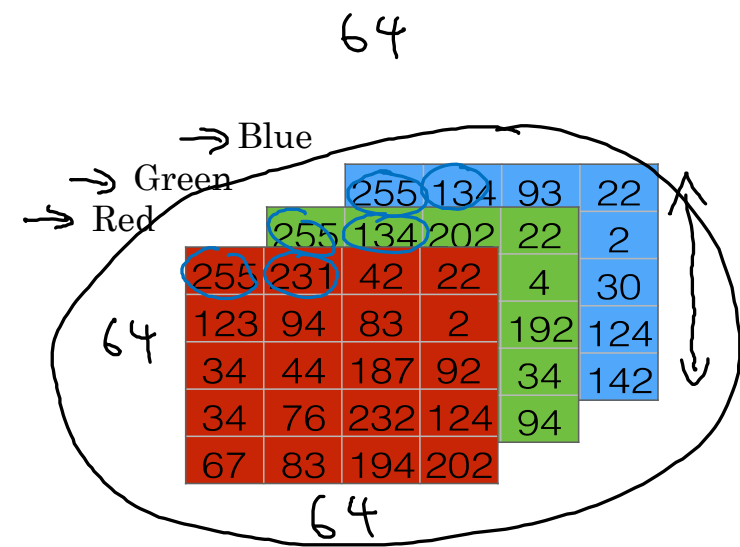 64
Blue
Green
Red
255 134 93 22
255 134 202 22 2
255 231 42 22 4 30
123 94 83 2 192 124
64
34 44 187 92 34 142
34 76 232 124 94
67 83 194 202
64